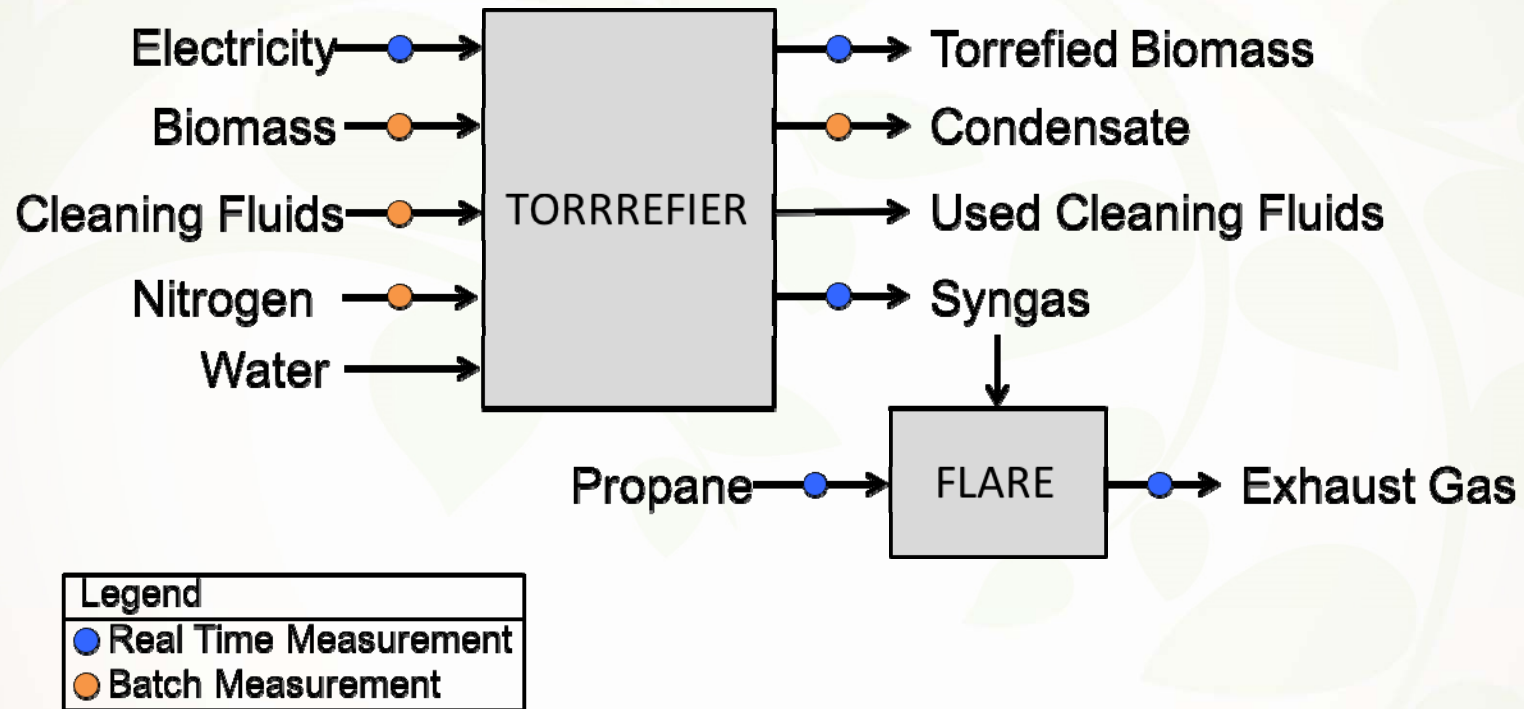 Electricity
Biomass
Cleaning Fluids
Nitrogen
Water
TORRREFIER
Torrefied Biomass
Condensate
Used Cleaning Fluids
Syngas
Propane
FLARE
Exhaust Gas
Legend
Real Time Measurement
Batch Measurement